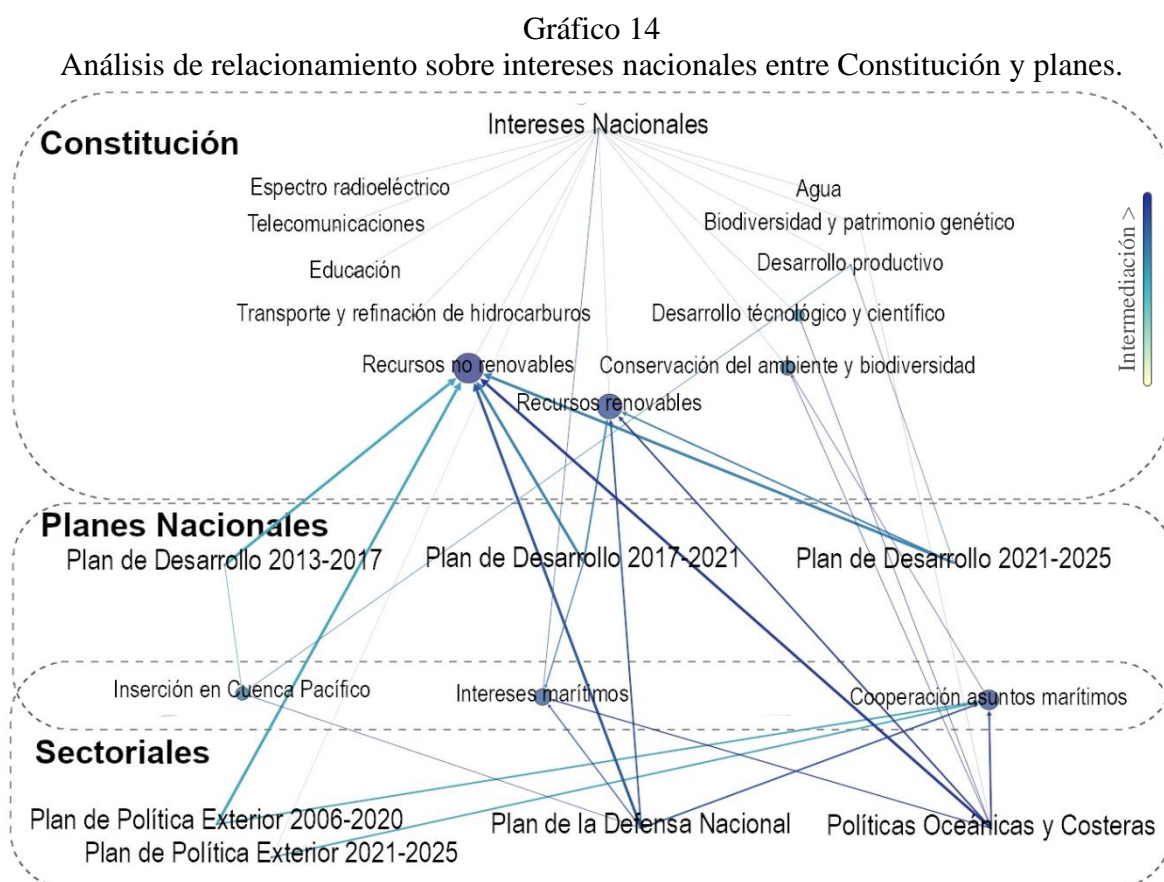 Gráfico 14
Análisis de relacionamiento sobre intereses nacionales entre Constitución y planes.
Constitución
Intereses Nacionales
Espectro radioeléctrico
Agua
Telecomunicaciones
Biodiversidad y patrimonio genético
Educación
Desarrollo productivo
Transporte y refinación de hidrocarburos
Desarrollo técnológico y científico
Recursos no renovables
Conservación del ambiente y biodiversidad
Recursos renovables
Intermediación >
Planes Nacionales
Plan de Desarrollo 2013-2017
Plan de Desarrollo 2017-2021
Plan de Desarrollo 2021-2025
Inserción en Cuenca Pacífico
Intereses marítimos
Cooperación asuntos marítimos
Sectoriales
Plan de Política Exterior 2006-2020
Plan de la Defensa Nacional
Políticas Oceánicas y Costeras
Plan de Política Exterior 2021-2025